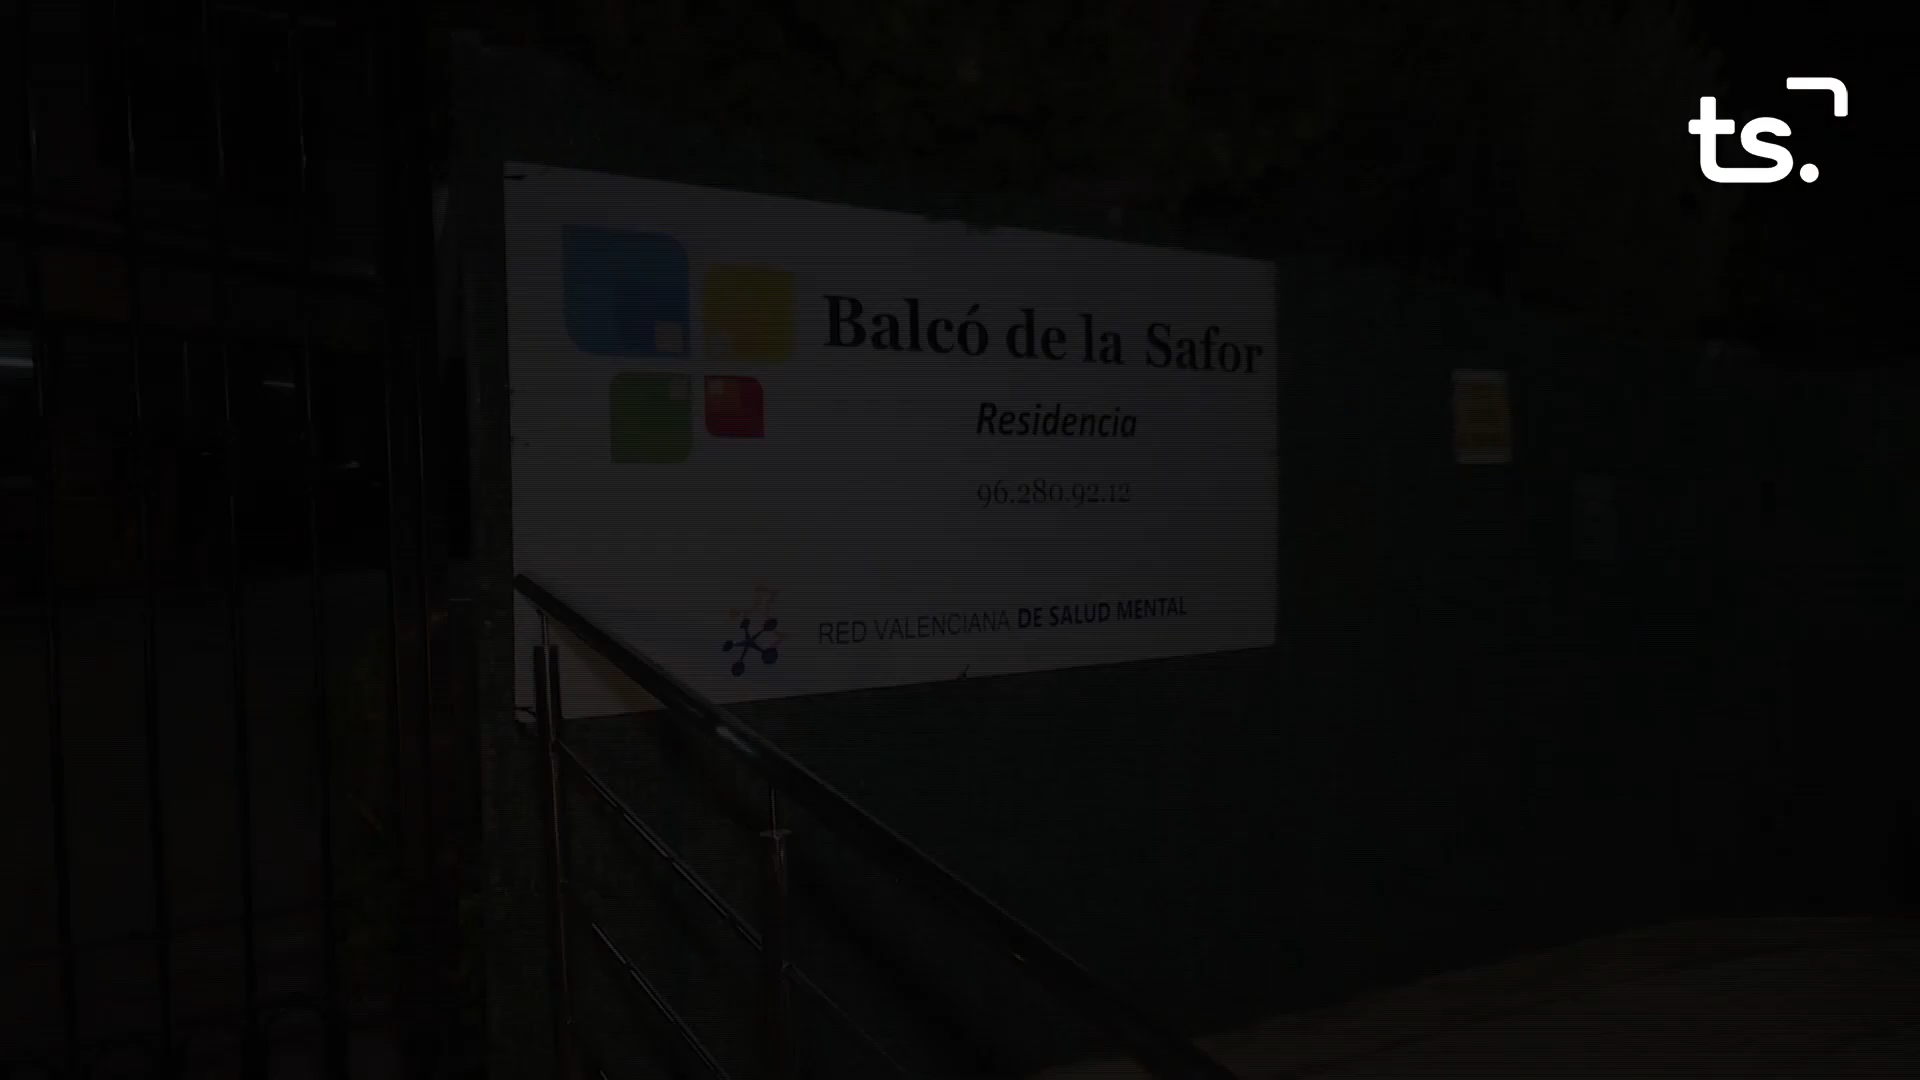 ts.
Balcó de la Safor
Residencia
96.280.92.12
RED VALENCIANA DE SALUD MENTAL